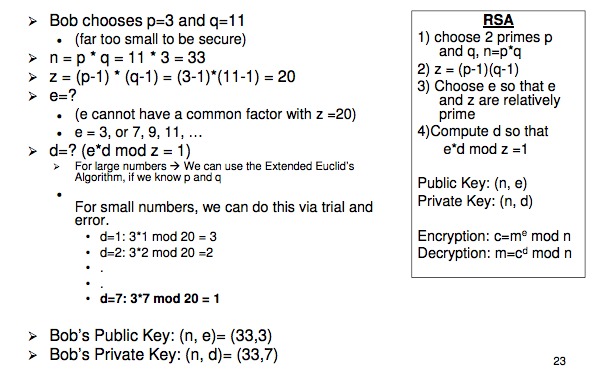 ➢ Bob chooses p=3 and q=11
• (far too small to be secure)
➢ n = p * q = 11 * 3 = 33
➢ z = (p-1) * (q-1) = (3-1)*(11-1) = 20
➢ e=?
• (e cannot have a common factor with z =20)
• e = 3, or 7, 9, 11, …
➢ d=? (e*d mod z = 1)
➢ For large numbers → We can use the Extended Euclid's
Algorithm, if we know p and q
•
For small numbers, we can do this via trial and
error.
• d=1: 3*1 mod 20 = 3
• d=2: 3*2 mod 20 =2
• .
• .
• d=7: 3*7 mod 20 = 1
➢ Bob's Public Key: (n, e)= (33,3)
➢ Bob's Private Key: (n, d)= (33,7)
RSA
1) choose 2 primes p
and q, n=p*q
2) z = (p-1)(q-1)
3) Choose e so that e
and z are relatively
prime
4)Compute d so that
e*d mod z =1
Public Key: (n, e)
Private Key: (n, d)
Encryption: c=mᵉ mod n
Decryption: m=cᵈ mod n
23